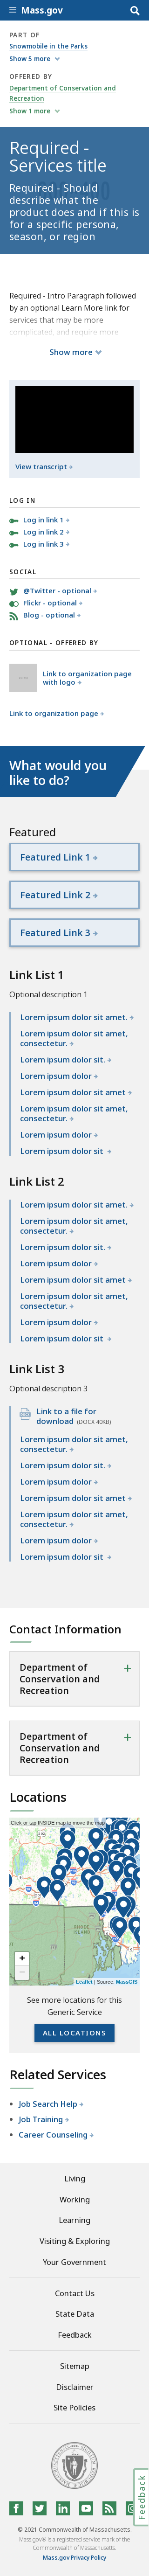 Mass.gov
PART OF
Snowmobile in the Parks
Show 5 more
OFFERED BY
Department of Conservation and
Recreation
Show 1 more
Required -
Services title
Required - Should
describe what the
product does and if this is
for a particular persona,
season, or region
Required - Intro Paragraph followed
by an optional Learn more link for
services that may be more
complicated, and require more
Show more
View transcript
LOG IN
Log in link 1
Log in link 2
Log in link 3
SOCIAL
@Twitter - optional
Flickr - optional
Blog - optional
OPTIONAL - OFFERED BY
Link to organization page
with logo
Link to organization page
What would you
like to do?
Featured
Featured Link 1
Featured Link 2
Featured Link 3
Link List 1
Optional description 1
Lorem ipsum dolor sit amet.
Lorem ipsum dolor sit amet,
consectetur.
Lorem ipsum dolor sit.
Lorem ipsum dolor
Lorem ipsum dolor sit amet
Lorem ipsum dolor sit amet,
consectetur.
Lorem ipsum dolor
Lorem ipsum dolor sit
Link List 2
Lorem ipsum dolor sit amet.
Lorem ipsum dolor sit amet,
consectetur.
Lorem ipsum dolor sit.
Lorem ipsum dolor
Lorem ipsum dolor sit amet
Lorem ipsum dolor sit amet,
consectetur.
Lorem ipsum dolor
Lorem ipsum dolor sit
Link List 3
Optional description 3
Link to a file for
download (DOCX 40KB)
Lorem ipsum dolor sit amet,
consectetur.
Lorem ipsum dolor sit.
Lorem ipsum dolor
Lorem ipsum dolor sit amet
Lorem ipsum dolor sit amet,
consectetur.
Lorem ipsum dolor
Lorem ipsum dolor sit
Contact Information
Department of
Conservation and
Recreation
+
Department of
Conservation and
Recreation
+
Locations
Click or tap INSIDE map to move the map
+
−
Leaflet | Source: MassGIS
See more locations for this
Generic Service
ALL LOCATIONS
Related Services
Job Search Help
Job Training
Career Counseling
Living
Working
Learning
Visiting & Exploring
Your Government
Contact Us
State Data
Feedback
Sitemap
Disclaimer
Site Policies
Feedback
© 2021 Commonwealth of Massachusetts.
Mass.gov® is a registered service mark of the
Commonwealth of Massachusetts.
Mass.gov Privacy Policy